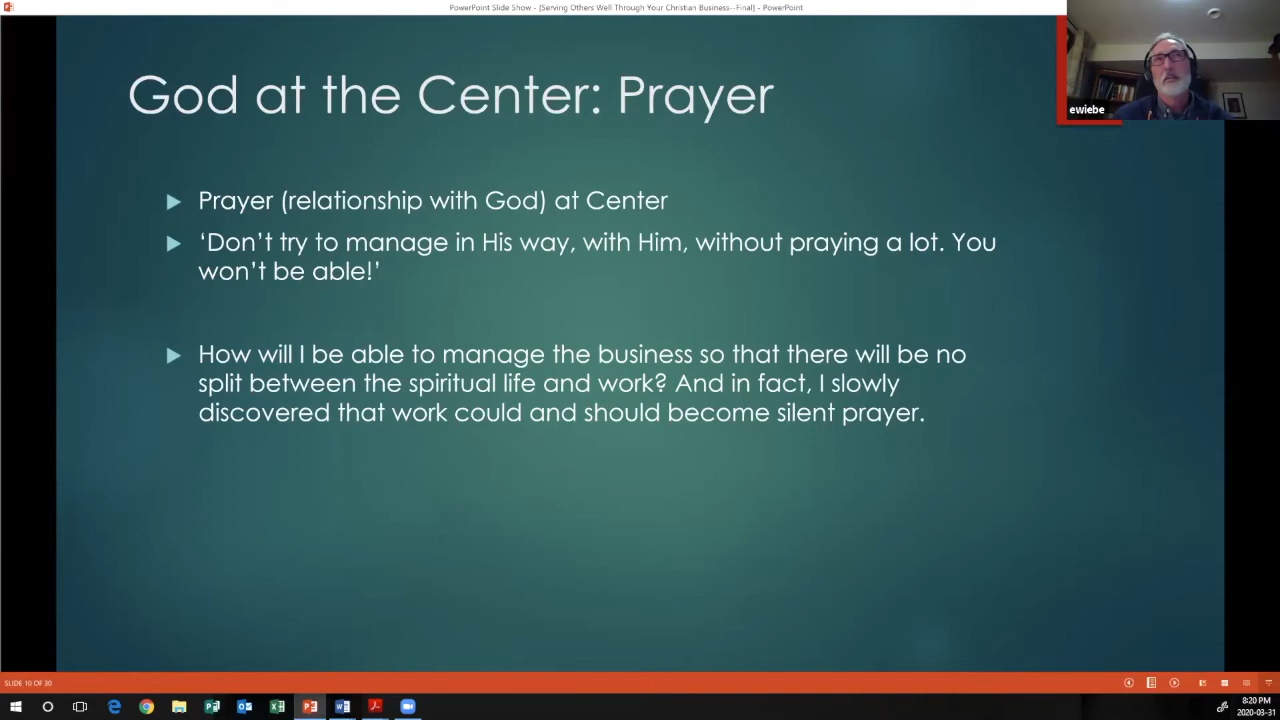 PowerPoint Slide Show - [Serving Others Well Through Your Christian Business--Final] - PowerPoint
ewiebe
God at the Center: Prayer
Prayer (relationship with God) at Center
‘Don’t try to manage in His way, with Him, without praying a lot. You
won’t be able!’
How will I be able to manage the business so that there will be no
split between the spiritual life and work? And in fact, I slowly
discovered that work could and should become silent prayer.
SLIDE 10 OF 30
8:20 PM
2020-03-31